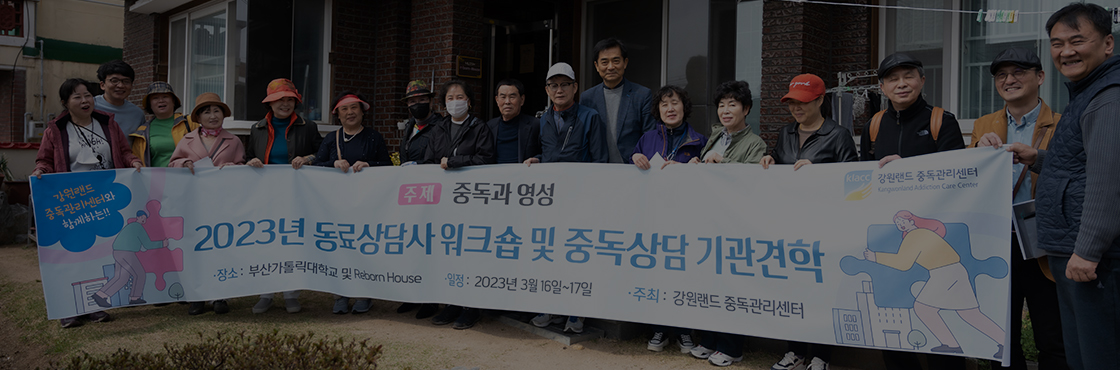 강원랜드
중독관리센터와
함께하는!!
주제 중독과 영성
klacc 강원랜드 중독관리센터
Kangwonland Addiction Care Center
2023년 동료상담사 워크숍 및 중독상담 기관견학
·장소 : 부산가톨릭대학교 및 Reborn House ·일정 : 2023년 3월 16일~17일 ·주최 : 강원랜드 중독관리센터